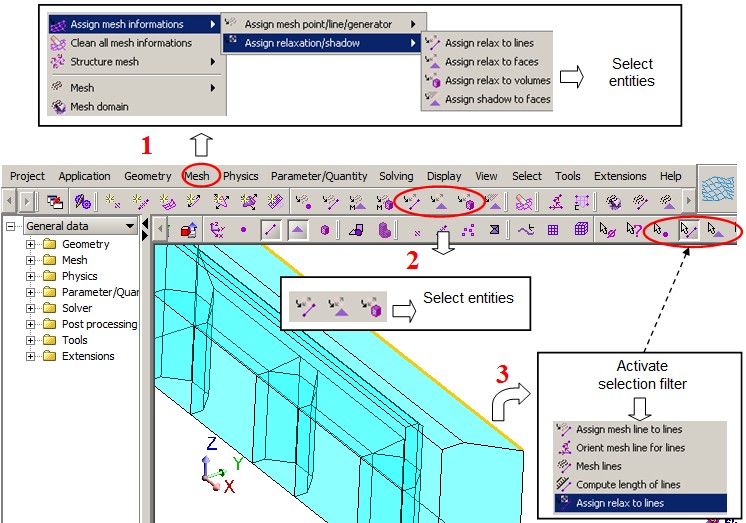 Assign mesh informations
Clean all mesh informations
Structure mesh
Mesh
Mesh domain
Assign mesh point/line/generator
Assign relaxation/shadow
Assign relax to lines
Assign relax to faces
Assign relax to volumes
Assign shadow to faces
Select
entities
1
Project Application Geometry Mesh Physics Parameter/Quantity Solving Display View Select Tools Extensions Help
General data
Geometry
Mesh
Physics
Parameter/Quar
Solver
Post processing
Tools
Extensions
2
Select entities
3
Activate
selection filter
Assign mesh line to lines
Orient mesh line for lines
Mesh lines
Compute length of lines
Assign relax to lines
Z
Y
X